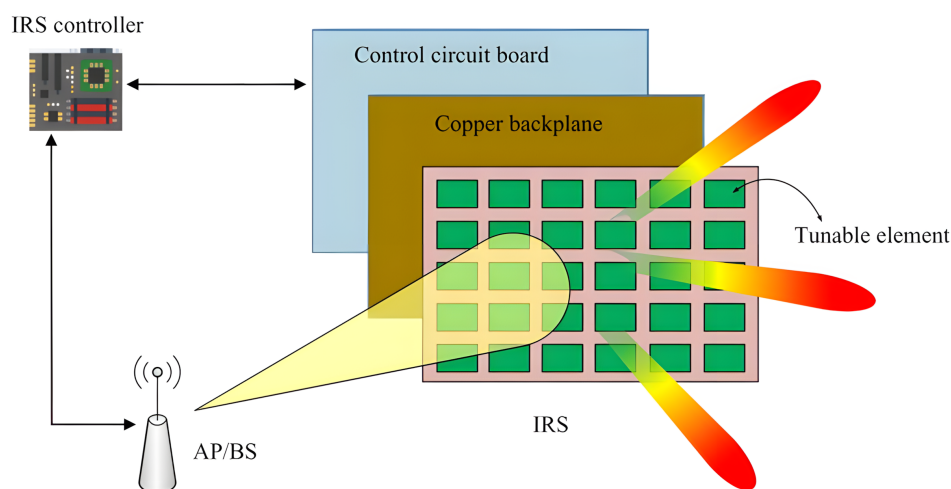 IRS controller
Control circuit board
Copper backplane
Tunable element
IRS
AP/BS